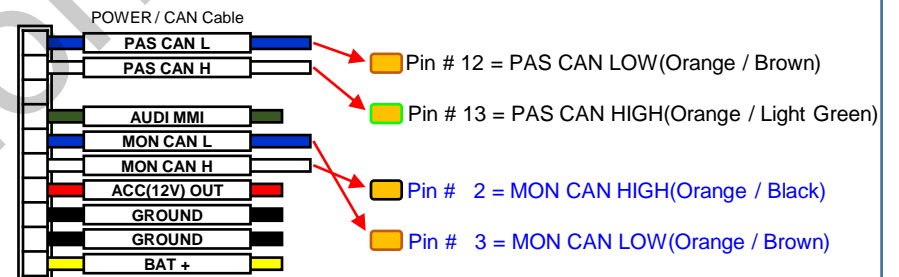 POWER / CAN Cable
PAS CAN L
PAS CAN H
AUDI MMI
MON CAN L
MON CAN H
ACC(12V) OUT
GROUND
GROUND
BAT +
Pin # 12 = PAS CAN LOW(Orange / Brown)
Pin # 13 = PAS CAN HIGH(Orange / Light Green)
Pin # 2 = MON CAN HIGH(Orange / Black)
Pin # 3 = MON CAN LOW(Orange / Brown)